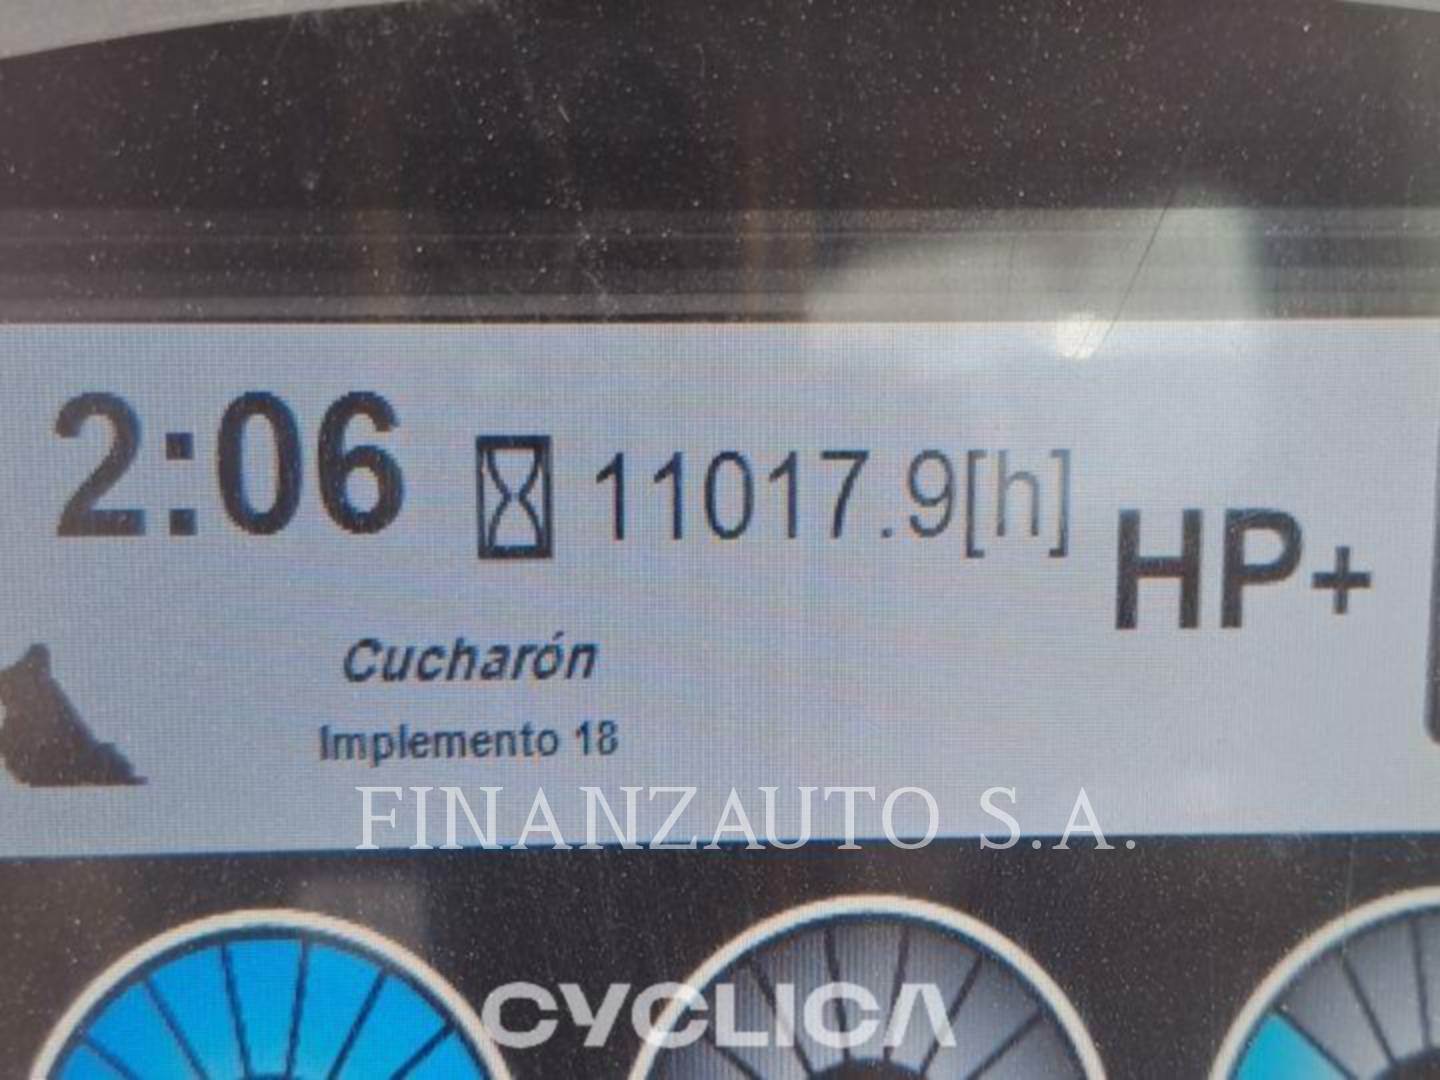 2:06 11017.9[h] HP+
Cucharón
Implemento 18
FINANZAUTO S.A.
CYCLICA